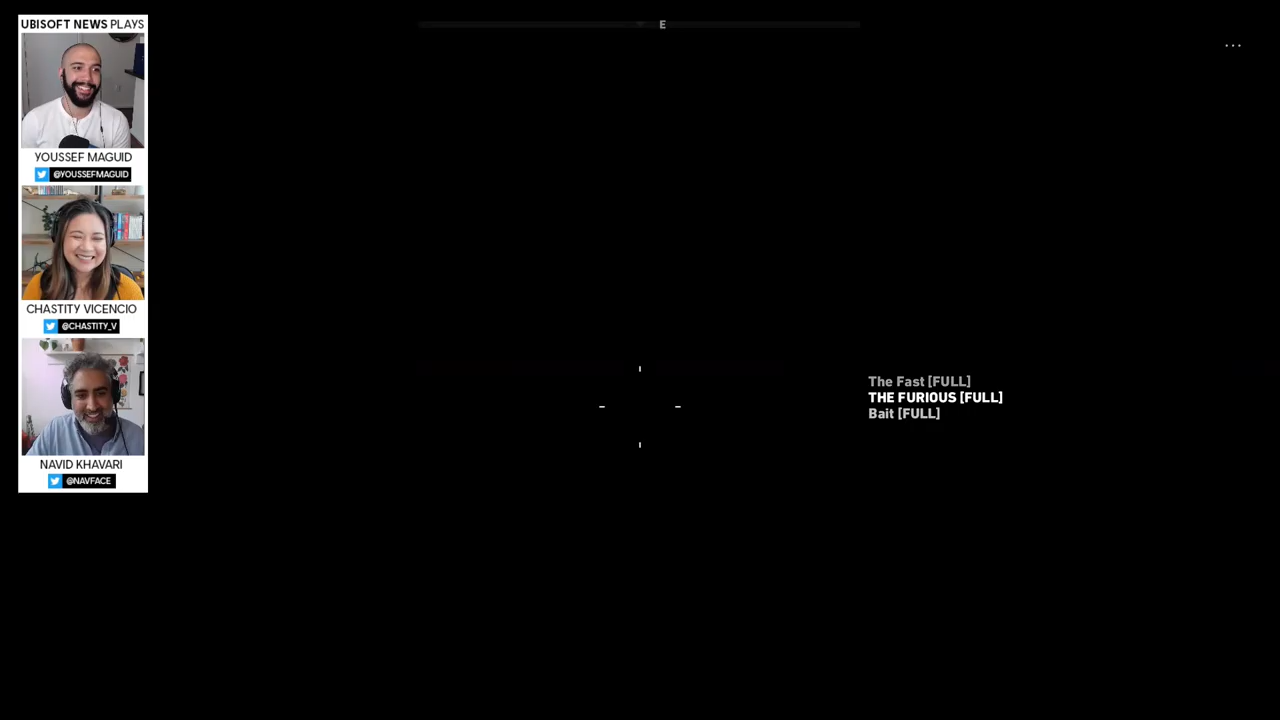 UBISOFT NEWS PLAYS
YOUSSEF MAGUID
@YOUSSEFMAGUID
CHASTITY VICENCIO
@CHASTITY_V
NAVID KHAVARI
@NAVFACE
E
...
The Fast [FULL]
THE FURIOUS [FULL]
Bait [FULL]